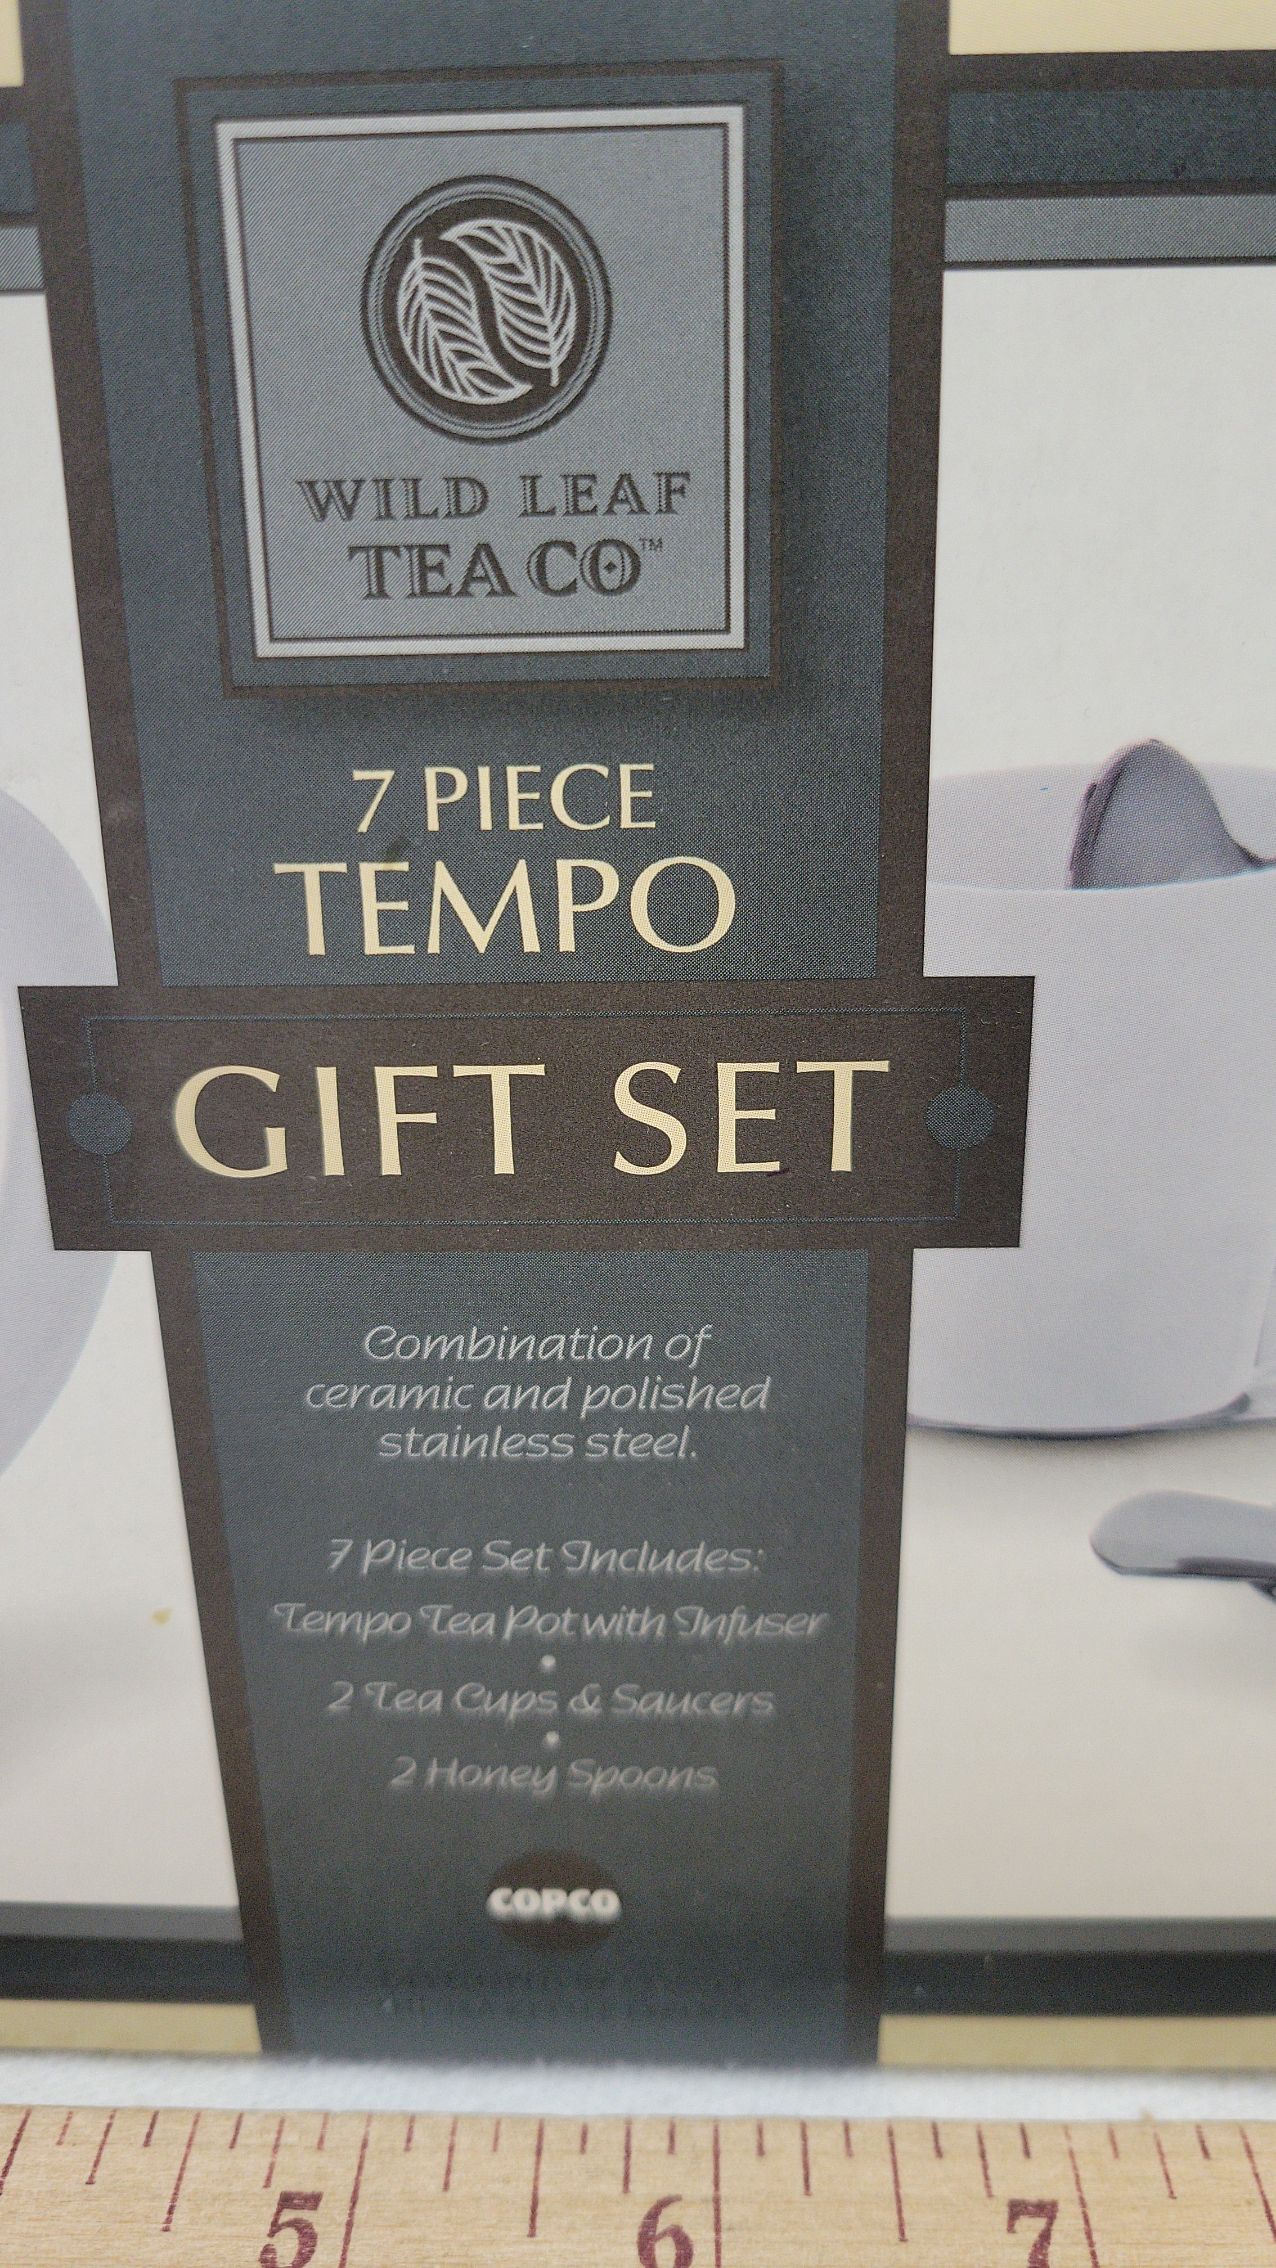 WILD LEAF
TEA CO™
7 PIECE
TEMPO
GIFT SET
Combination of
ceramic and polished
stainless steel.
7 Piece Set Includes:
Tempo Tea Pot with Infuser
•
2 Tea Cups & Saucers
•
2 Honey Spoons
COPCO
5 6 7